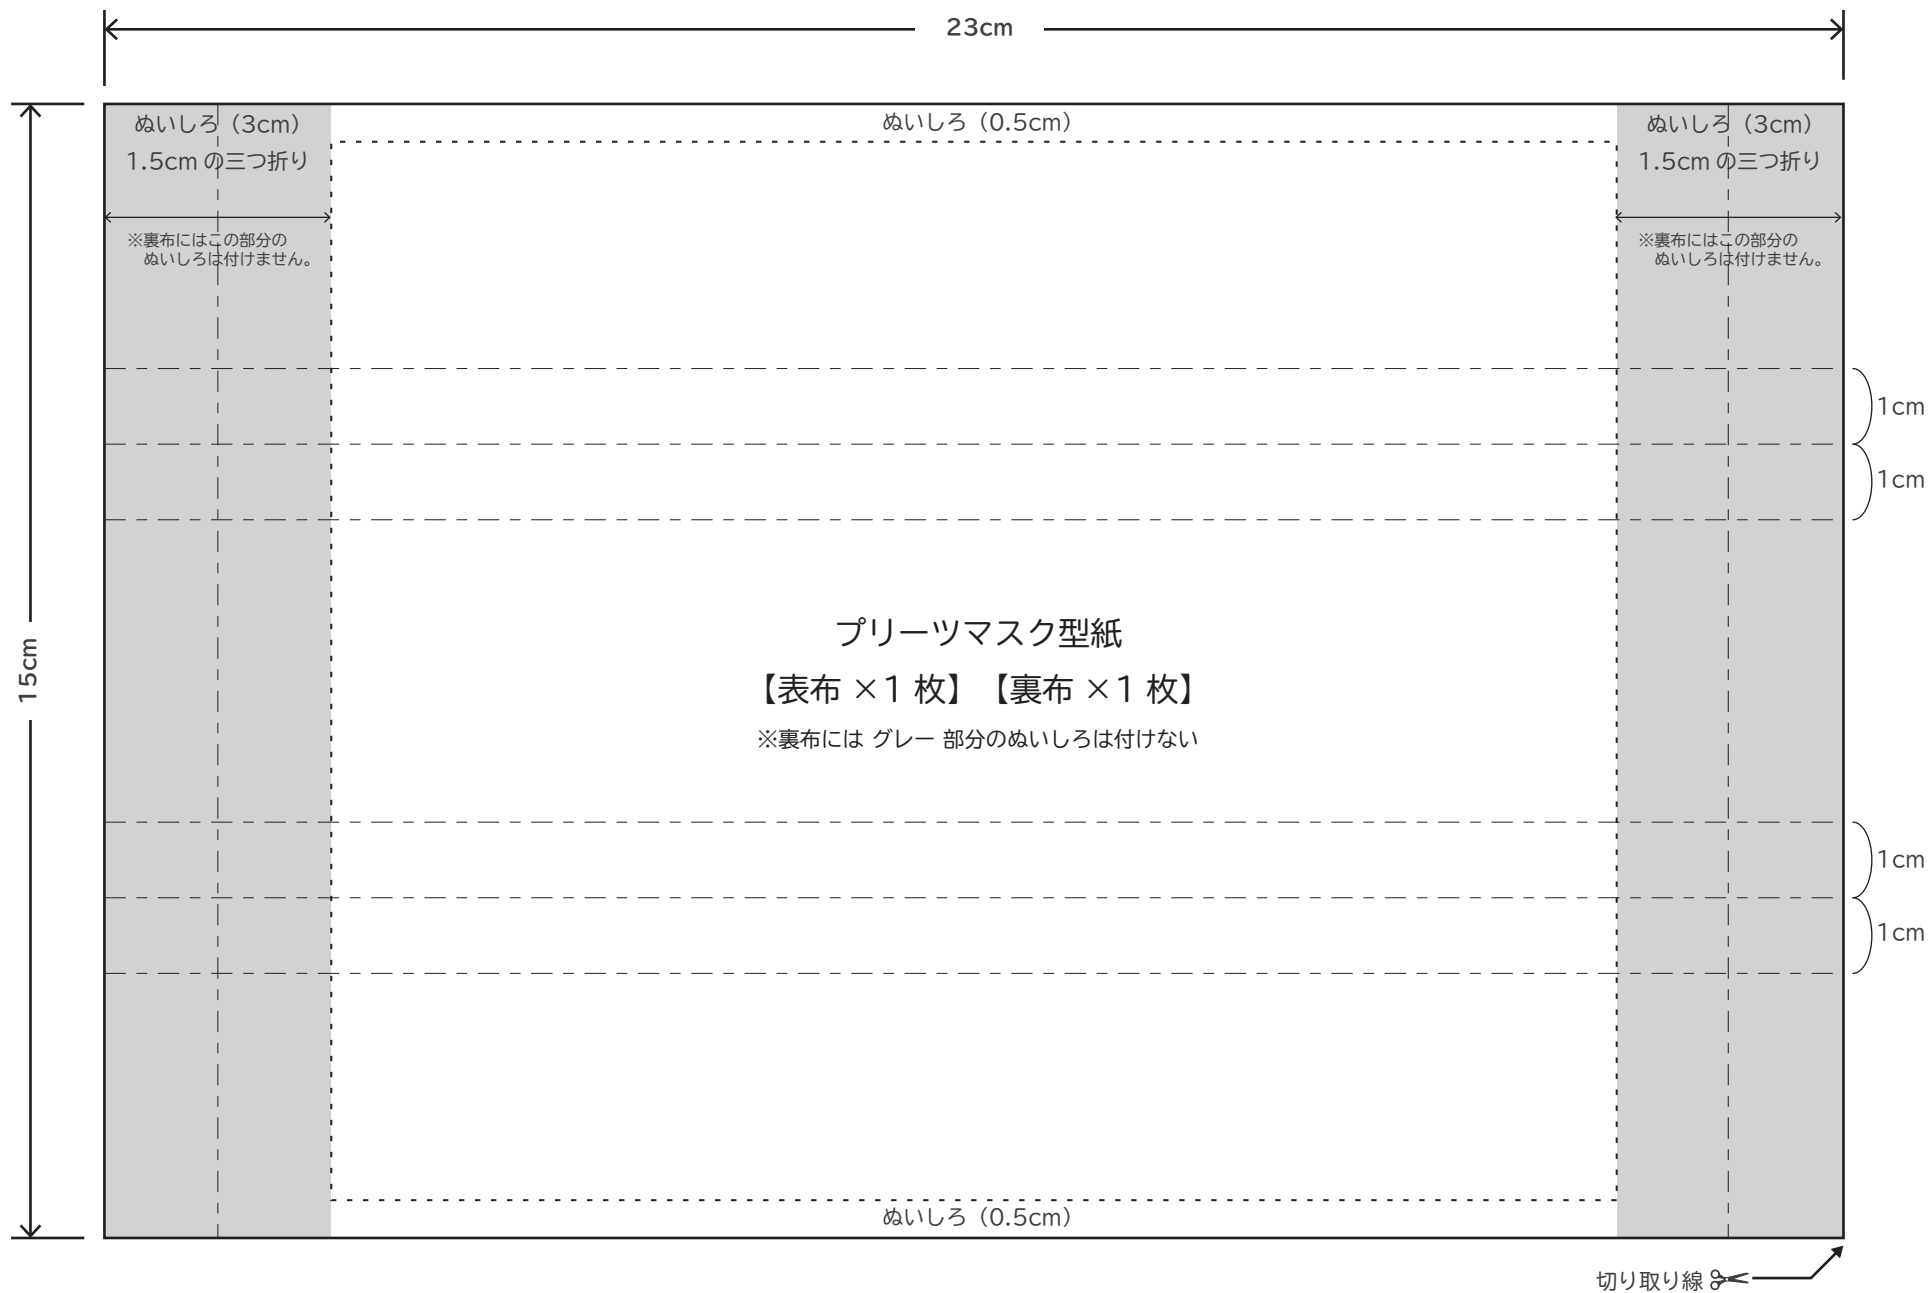 23cm
15cm
ぬいしろ（3cm）
1.5cm の三つ折り
※裏布にはこの部分の
ぬいしろは付けません。
ぬいしろ（0.5cm）
ぬいしろ（3cm）
1.5cm の三つ折り
※裏布にはこの部分の
ぬいしろは付けません。
1cm
1cm
プリーツマスク型紙
【表布 ×1 枚】【裏布 ×1 枚】
※裏布には グレー 部分のぬいしろは付けない
1cm
1cm
ぬいしろ（0.5cm）
切り取り線